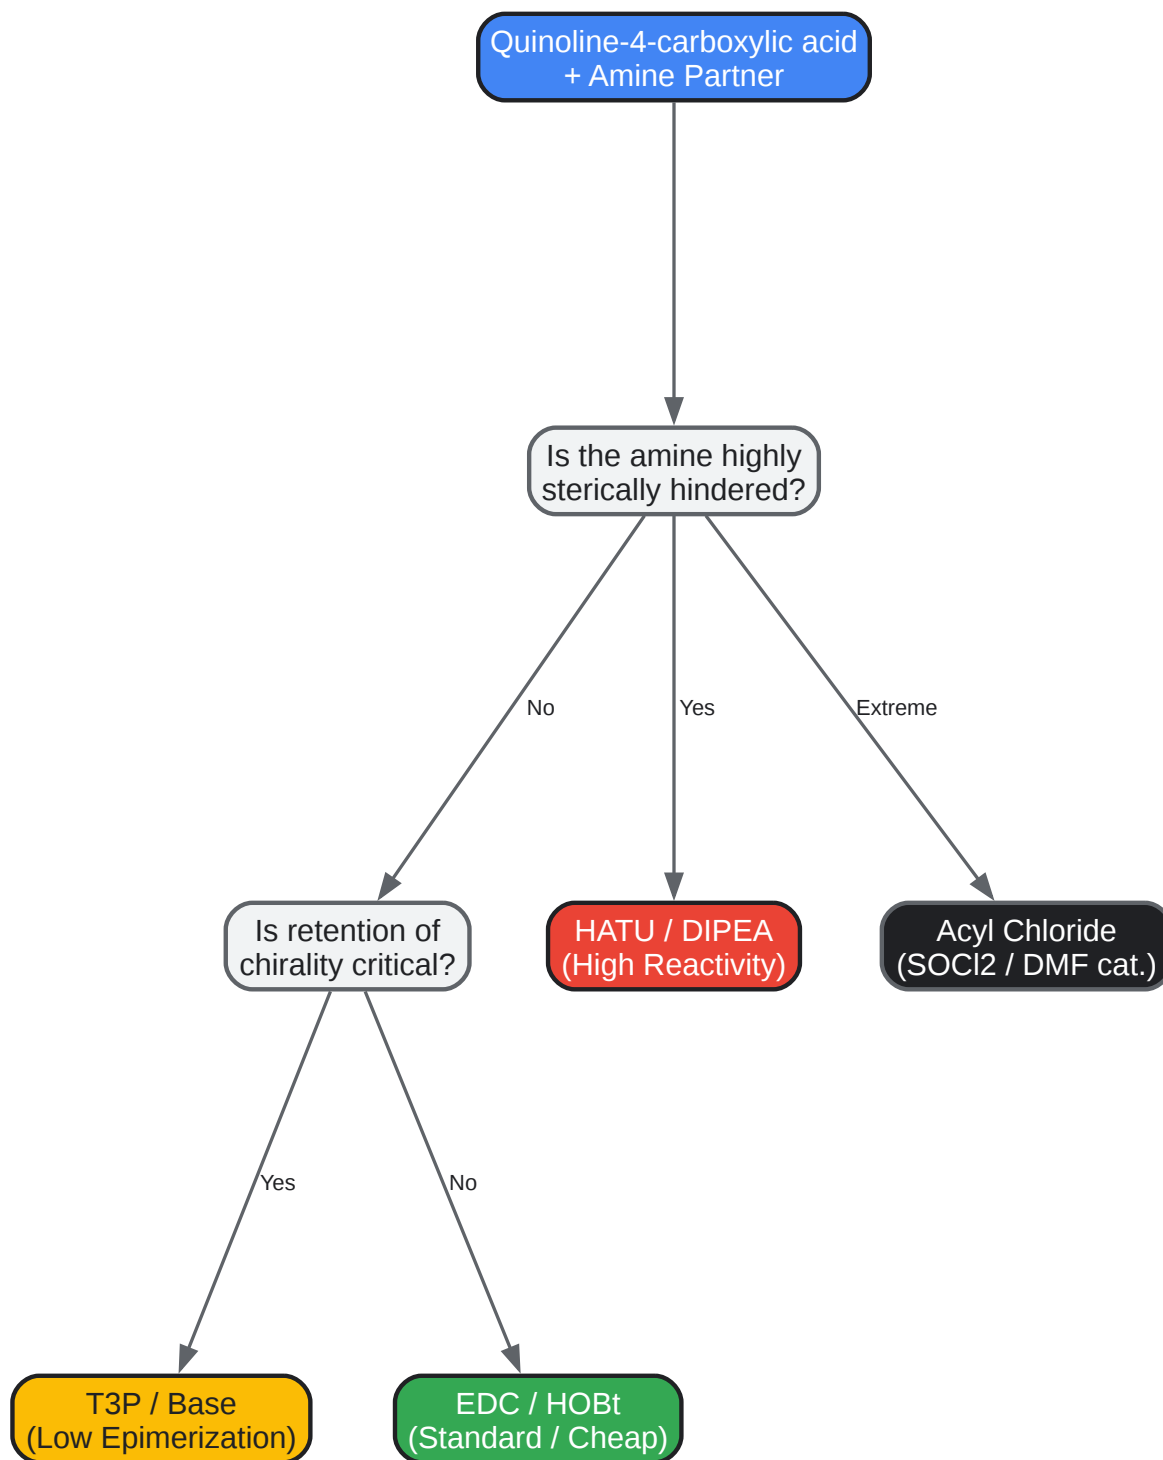 Quinoline-4-carboxylic acid
+ Amine Partner
Is the amine highly
sterically hindered?
No
Yes
Extreme
Is retention of
chirality critical?
HATU / DIPEA
(High Reactivity)
Acyl Chloride
(SOCl2 / DMF cat.)
Yes
No
T3P / Base
(Low Epimerization)
EDC / HOBt
(Standard / Cheap)